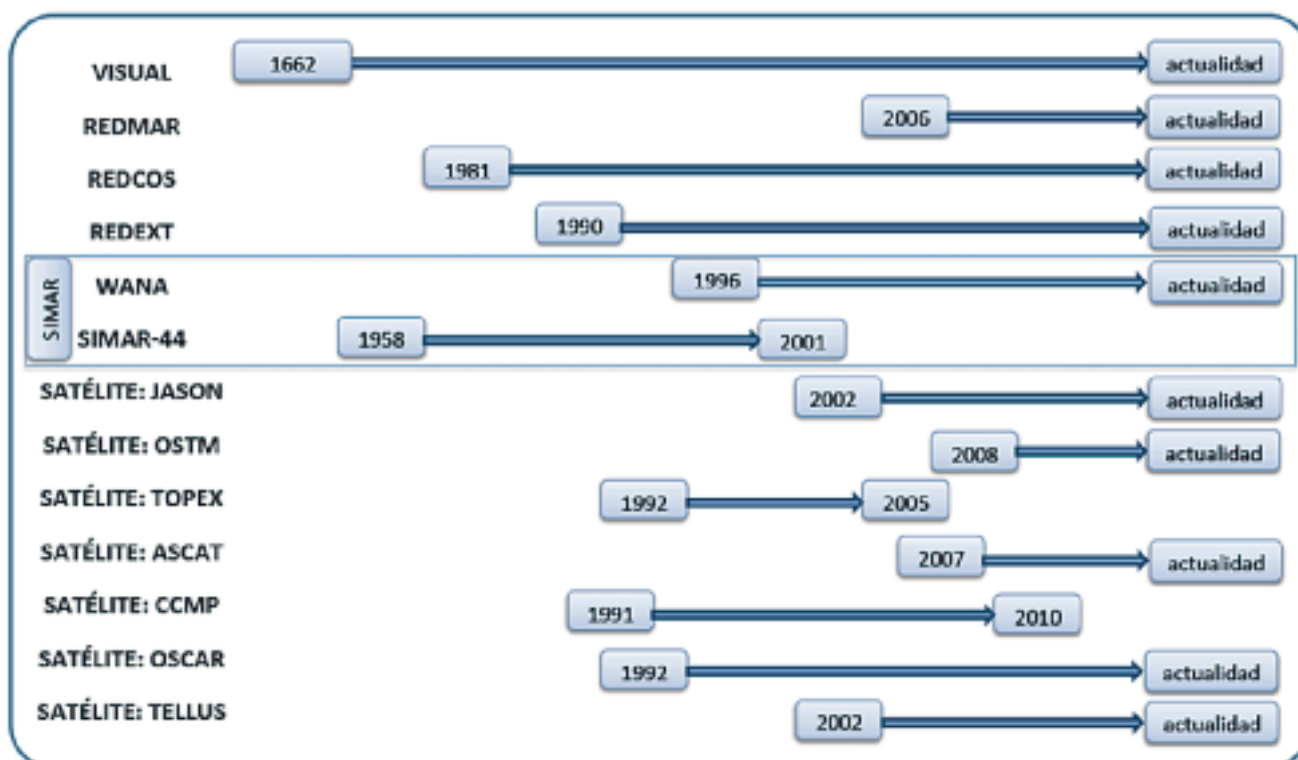 VISUAL 1662 actualidad
REDMAR 2006 actualidad
REDCOS 1981 actualidad
REDEXT 1990 actualidad
SIMAR
WANA 1996 actualidad
SIMAR-44 1958 2001
SATÉLITE: JASON 2002 actualidad
SATÉLITE: OSTM 2008 actualidad
SATÉLITE: TOPEX 1992 2005
SATÉLITE: ASCAT 2007 actualidad
SATÉLITE: CCMP 1991 2010
SATÉLITE: OSCAR 1992 actualidad
SATÉLITE: TELLUS 2002 actualidad